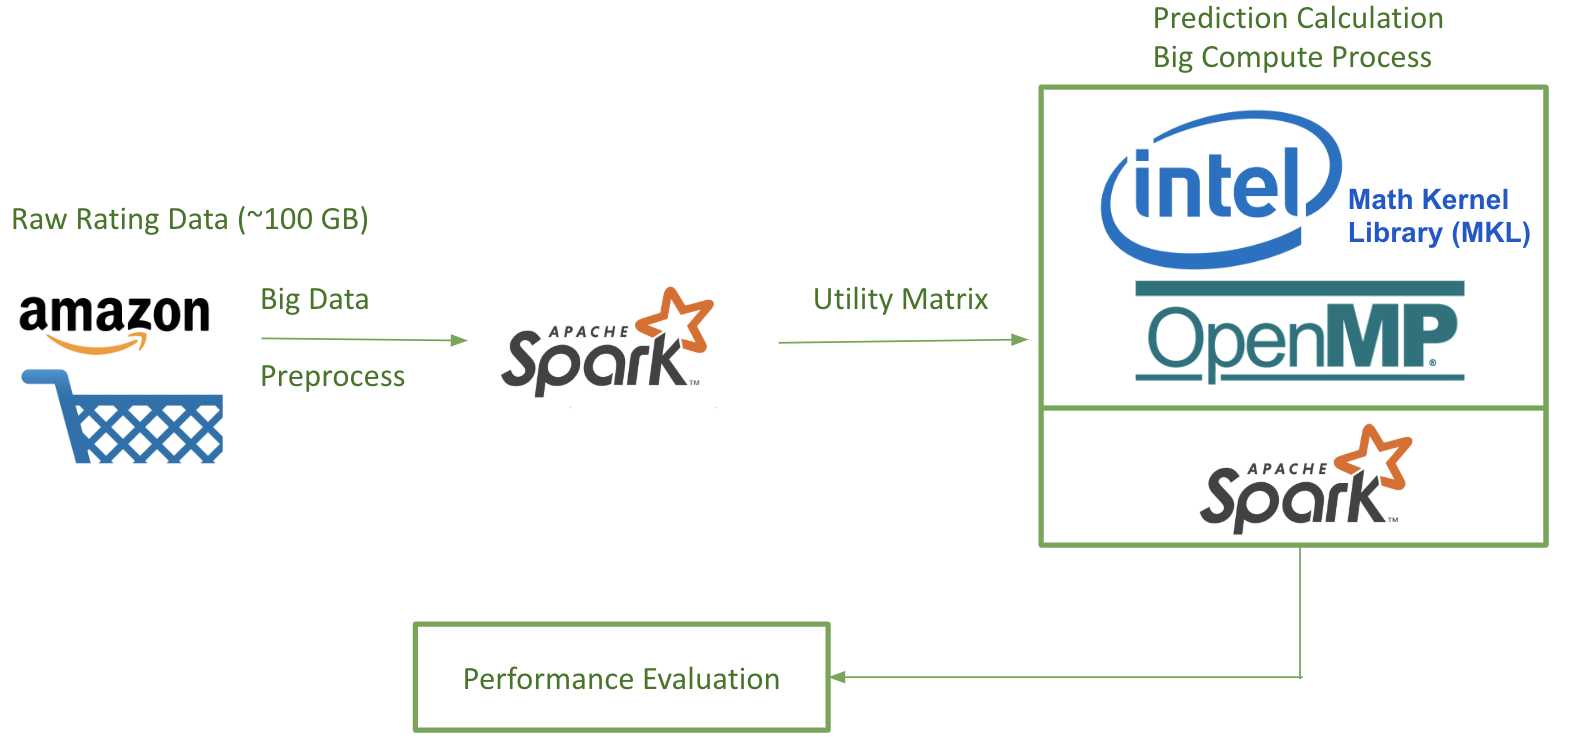 Prediction Calculation
Big Compute Process
intel
Math Kernel
Library (MKL)
Raw Rating Data (~100 GB)
amazon
Big Data
Preprocess
APACHE
Spark™
Utility Matrix
OpenMP®
APACHE
Spark™
Performance Evaluation